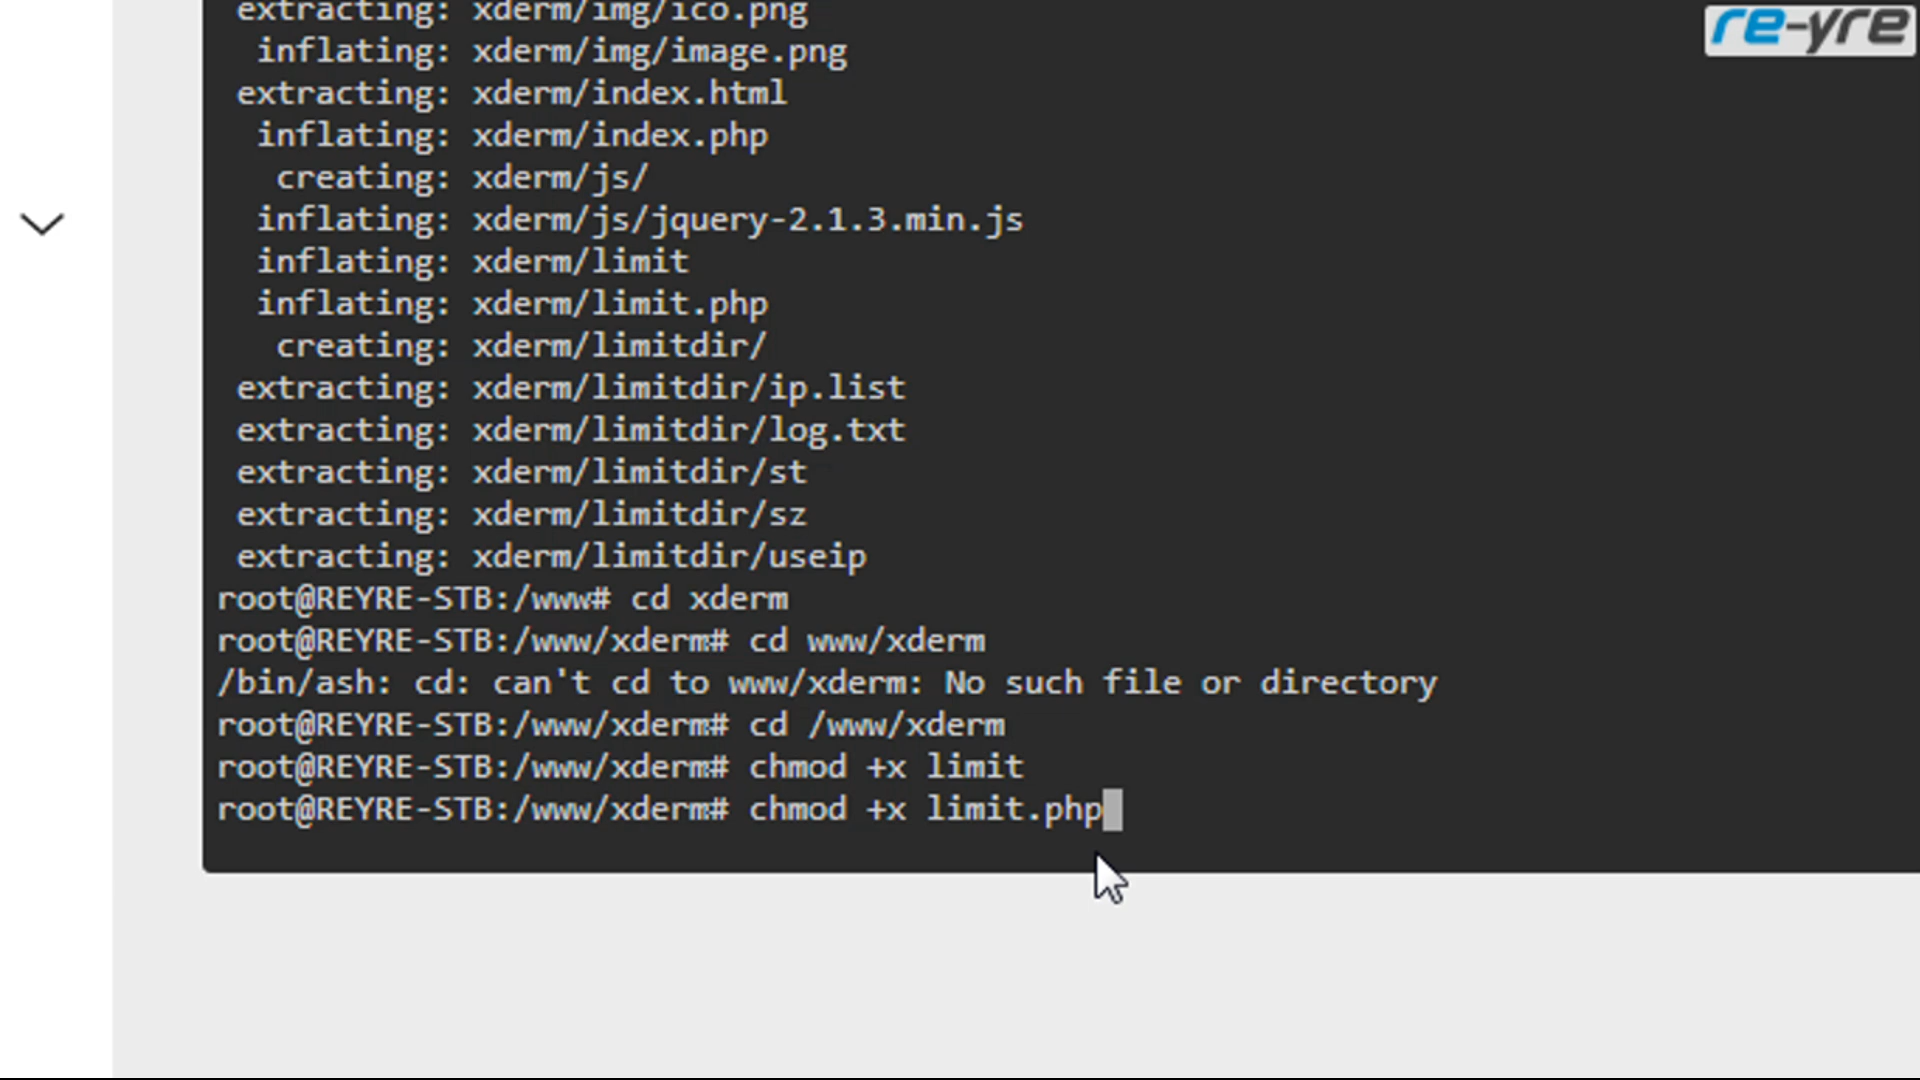 extracting: xderm/img/ico.png
re-yre
inflating: xderm/img/image.png
extracting: xderm/index.html
inflating: xderm/index.php
creating: xderm/js/
inflating: xderm/js/jquery-2.1.3.min.js
inflating: xderm/limit
inflating: xderm/limit.php
creating: xderm/limitdir/
extracting: xderm/limitdir/ip.list
extracting: xderm/limitdir/log.txt
extracting: xderm/limitdir/st
extracting: xderm/limitdir/sz
extracting: xderm/limitdir/useip
root@REYRE-STB:/www# cd xderm
root@REYRE-STB:/www/xderm# cd www/xderm
/bin/ash: cd: can't cd to www/xderm: No such file or directory
root@REYRE-STB:/www/xderm# cd /www/xderm
root@REYRE-STB:/www/xderm# chmod +x limit
root@REYRE-STB:/www/xderm# chmod +x limit.php